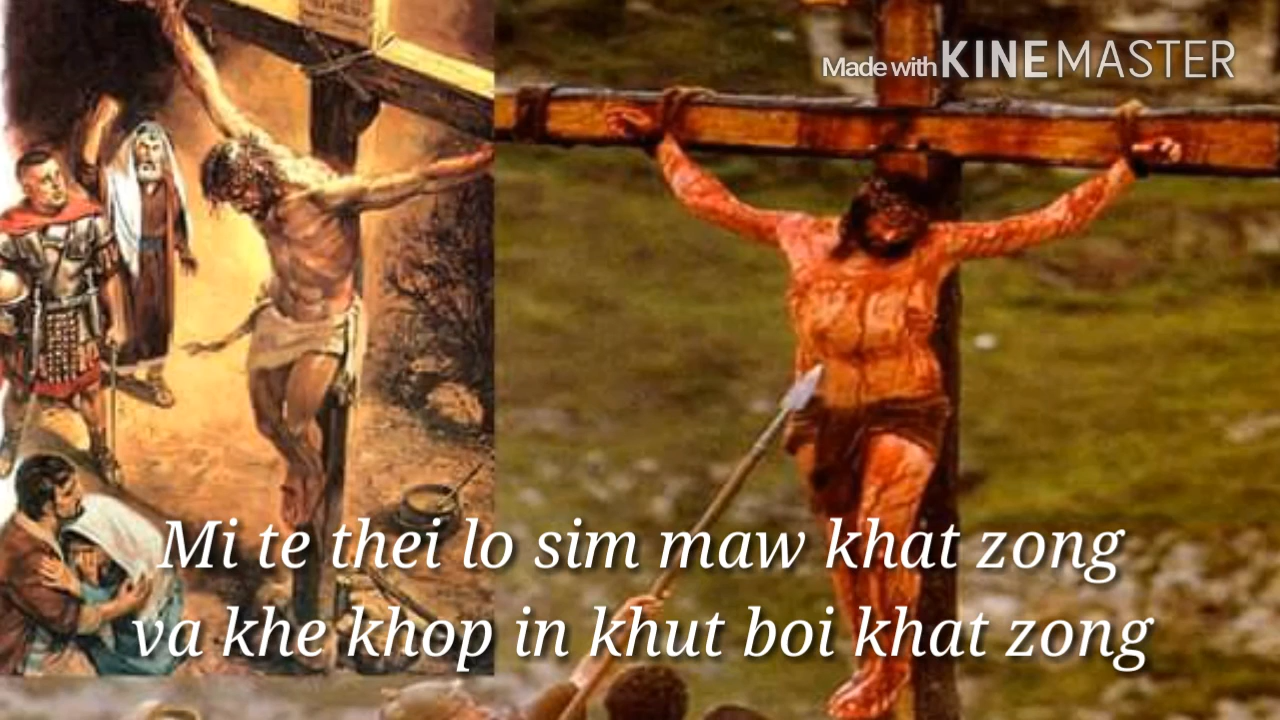 Made with KINEMASTER
Mi te thei lo sim maw khat zong
va khe khop in khut boi khat zong